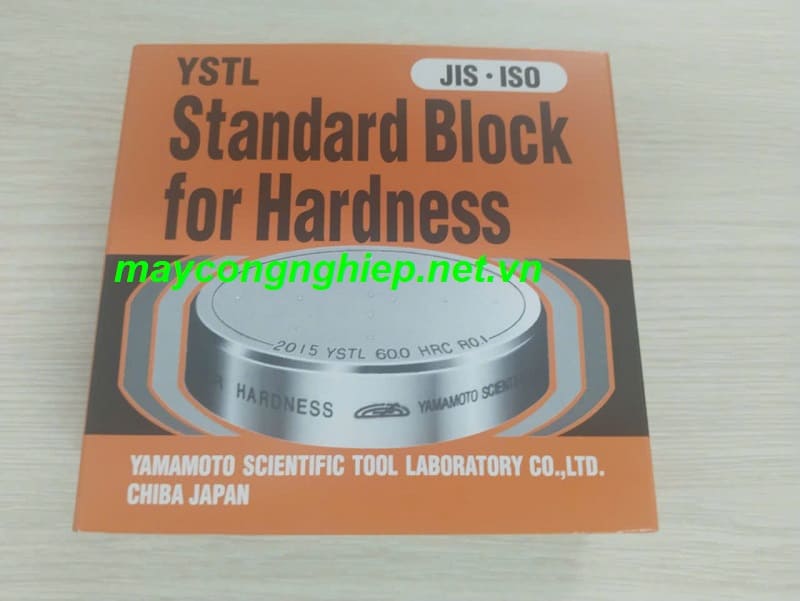 YSTL
JIS · ISO
Standard Block
for Hardness
maycongnghiep.net.vn
2015 YSTL 60.0 HRC R0.1
R HARDNESS YAMAMOTO SCIENT
YAMAMOTO SCIENTIFIC TOOL LABORATORY CO.,LTD.
CHIBA JAPAN